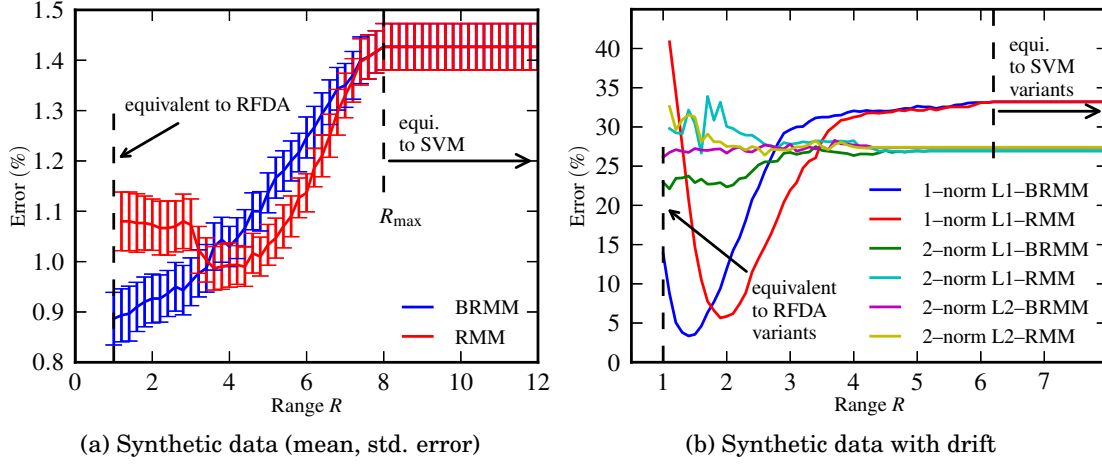 1.5
1.4
1.3
1.2
1.1
1.0
0.9
0.8
Error (%)
equivalent to RFDA
equi.
to SVM
R_max
BRMM
RMM
0 2 4 6 8 10 12
Range R
(a) Synthetic data (mean, std. error)
40
35
30
25
20
15
10
5
0
Error (%)
equi.
to SVM
variants
1–norm L1–BRMM
1–norm L1–RMM
2–norm L1–BRMM
2–norm L1–RMM
2–norm L2–BRMM
2–norm L2–RMM
equivalent
to RFDA
variants
1 2 3 4 5 6 7
Range R
(b) Synthetic data with drift